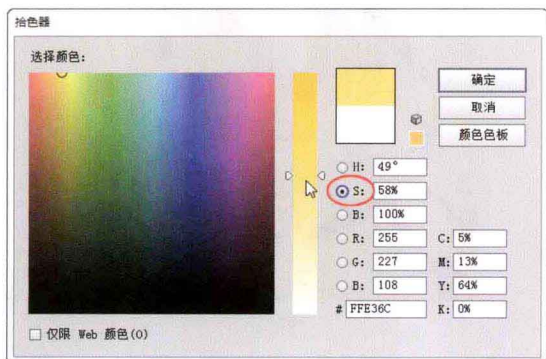 拾色器
选择颜色:
确定
取消
颜色色板
H: 49°
S: 58%
B: 100%
R: 255 C: 5%
G: 227 M: 13%
B: 108 Y: 64%
# FFE36C K: 0%
仅限 Web 颜色(O)